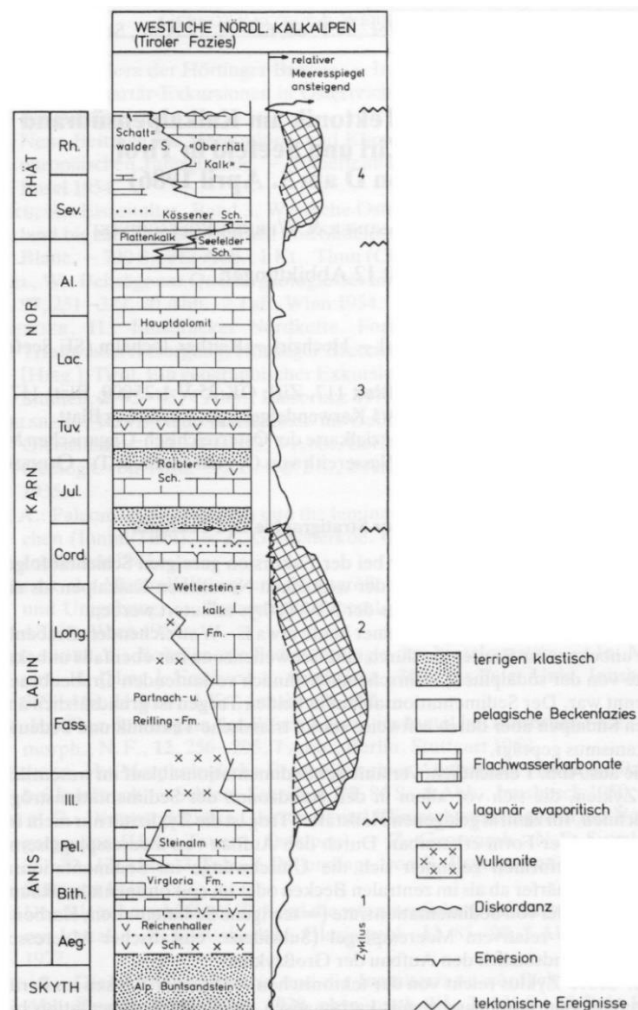 WESTLICHE NÖRDL. KALKALPEN
(Tiroler Fazies)
relativer
Meeresspiegel
ansteigend
RHÄT
Rh.
Sev.
NOR
Al.
Lac.
KARN
Tuv.
Jul.
Cord.
LADIN
Long.
Fass.
ANIS
Ill.
Pel.
Bith.
Aeg.
SKYTH
Schatt=
walder S.
"Oberrhät
Kalk"
Kössener Sch.
Plattenkalk
Seefelder
Sch.
Hauptdolomit
Raibler
Sch.
Wetterstein
kalk
Fm.
Partnach- u.
Reifling-Fm.
Steinalm K.
Virgloria Fm.
Reichenhaller
Sch.
Alp. Buntsandstein
4
3
2
Zyklus 1
terrigen klastisch
pelagische Beckenfazies
Flachwasserkarbonate
lagunär-evaporitisch
Vulkanite
Diskordanz
Emersion
tektonische Ereignisse